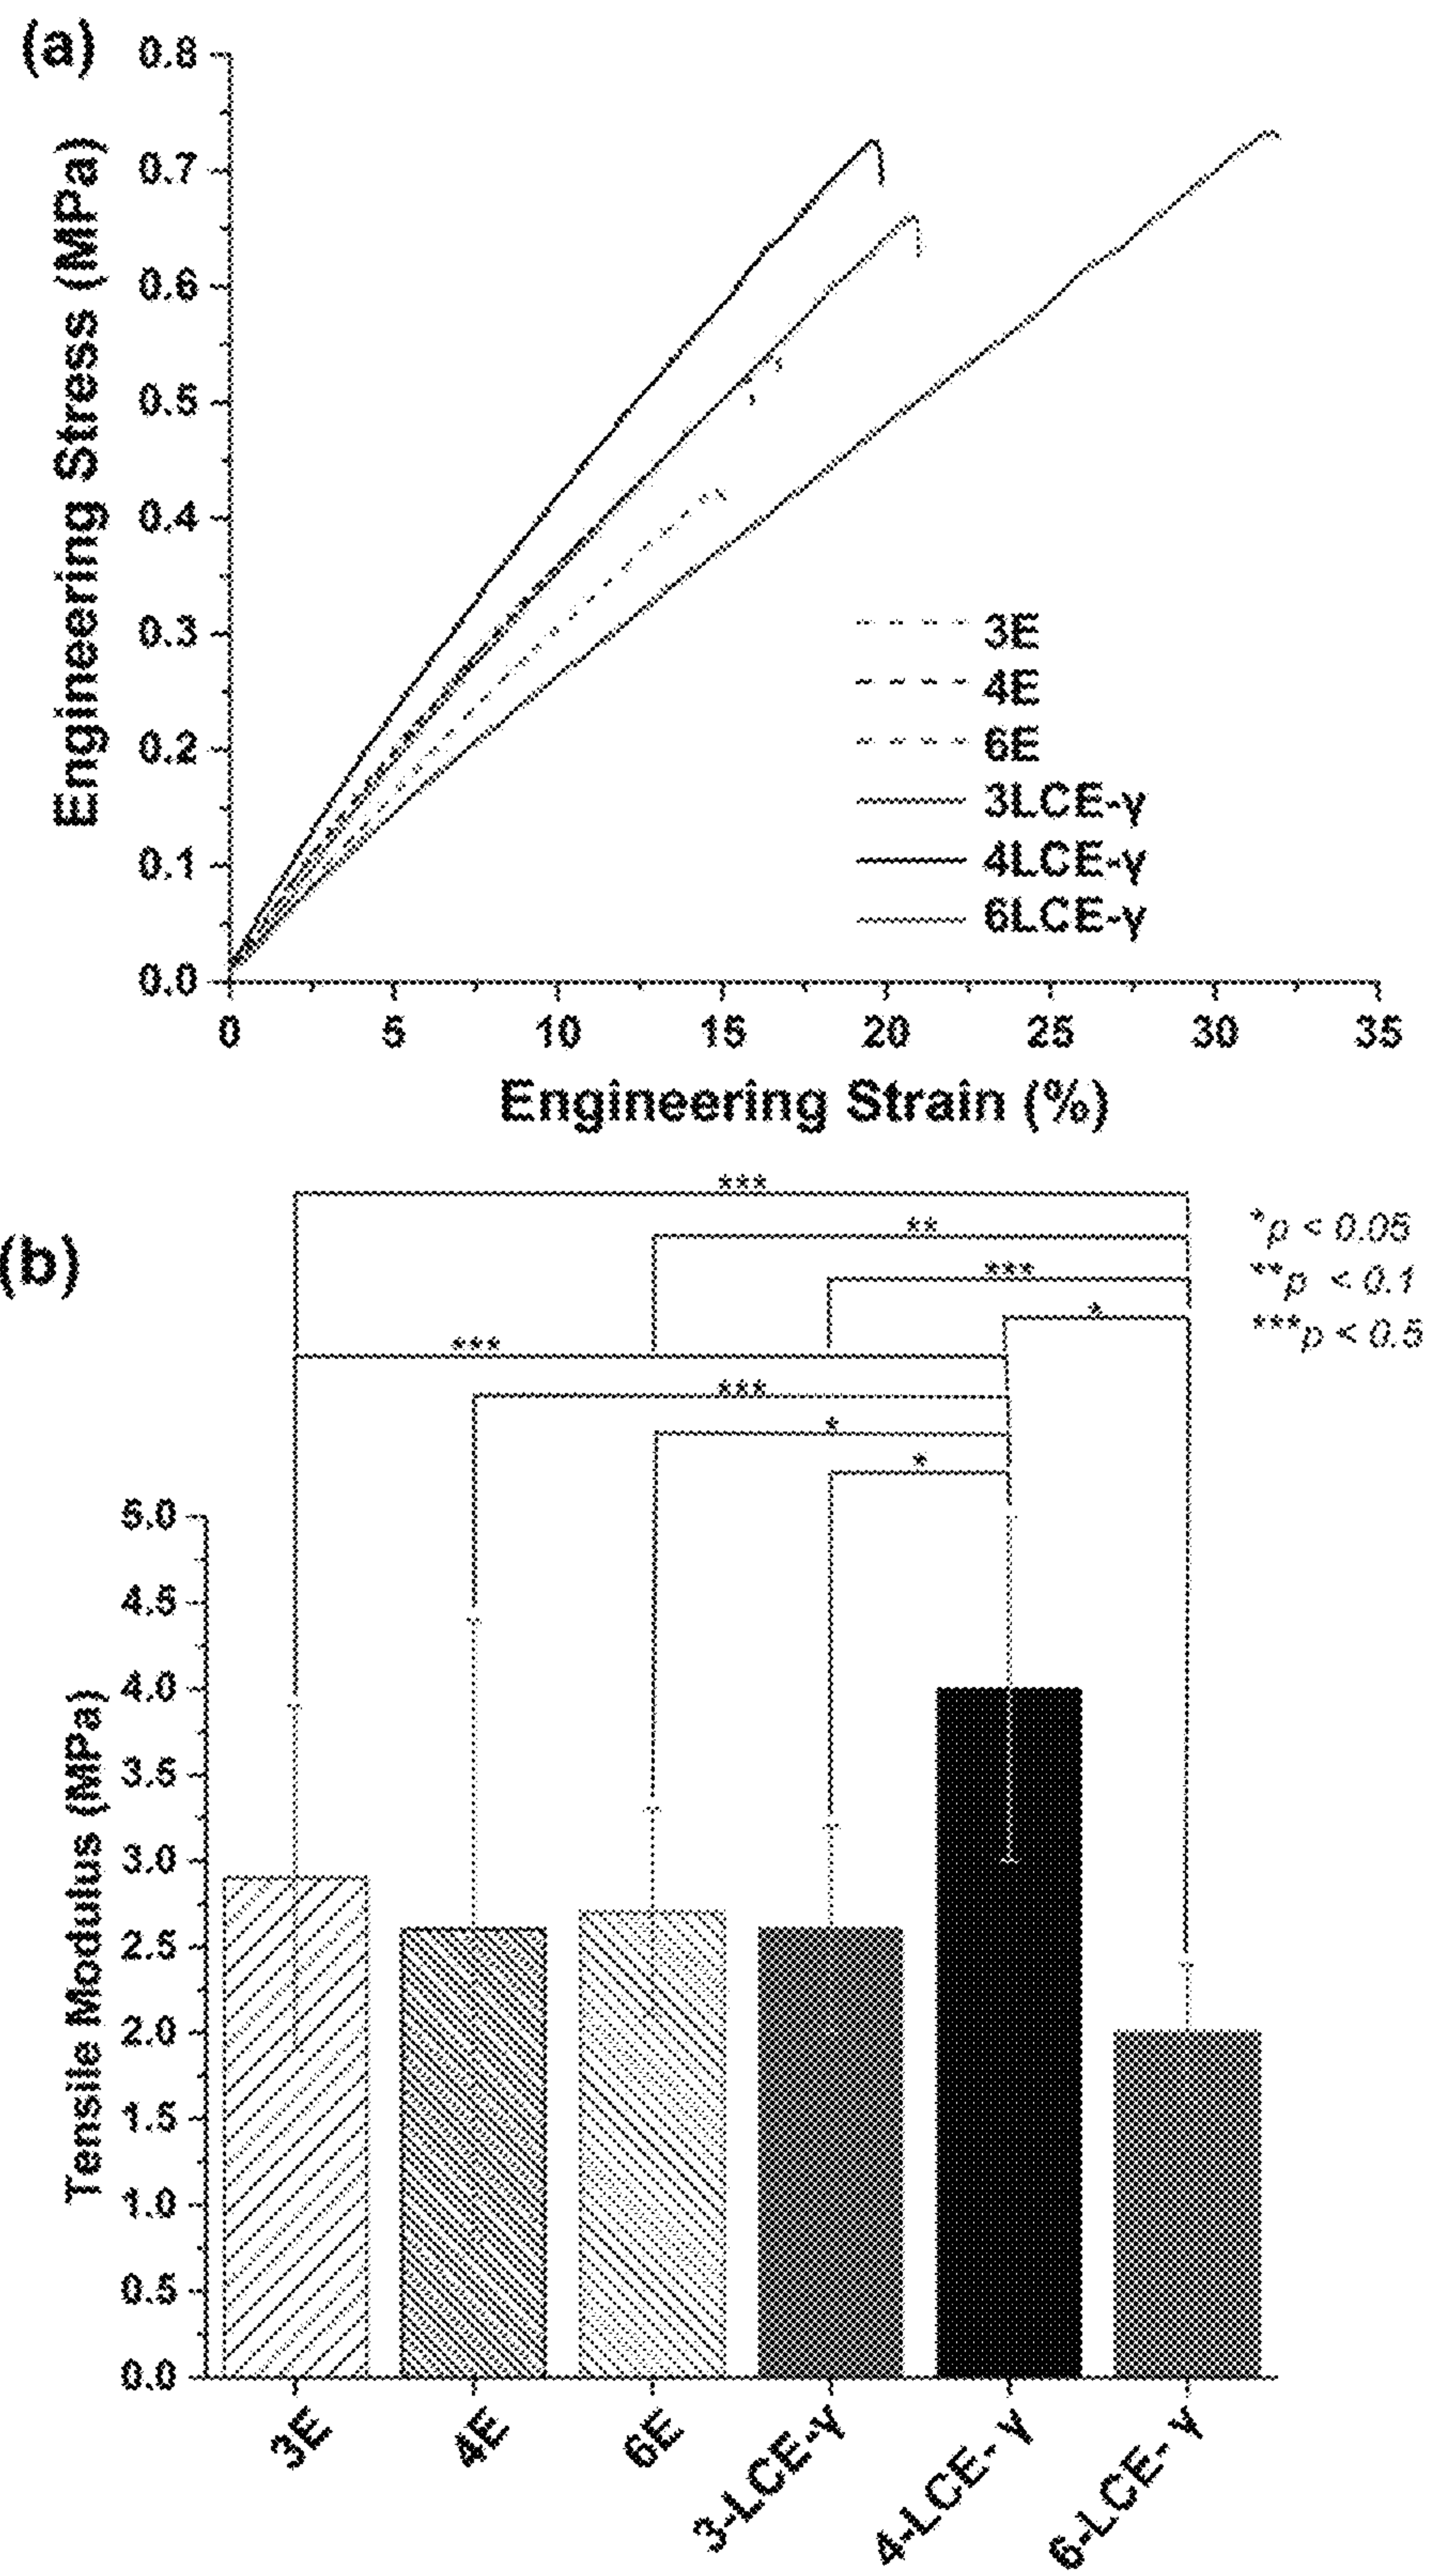 (a)
Engineering Stress (MPa)
0.8
0.7
0.6
0.5
0.4
0.3
0.2
0.1
0.0
3E
4E
6E
3LCE-γ
4LCE-γ
6LCE-γ
0 5 10 15 20 25 30 35
Engineering Strain (%)
(b)
***
**
***
*
***
***
*
*
*p < 0.05
**p < 0.1
***p < 0.5
Tensile Modulus (MPa)
5.0
4.5
4.0
3.5
3.0
2.5
2.0
1.5
1.0
0.5
0.0
3E 4E 6E 3-LCE-γ 4-LCE- γ 6-LCE- γ